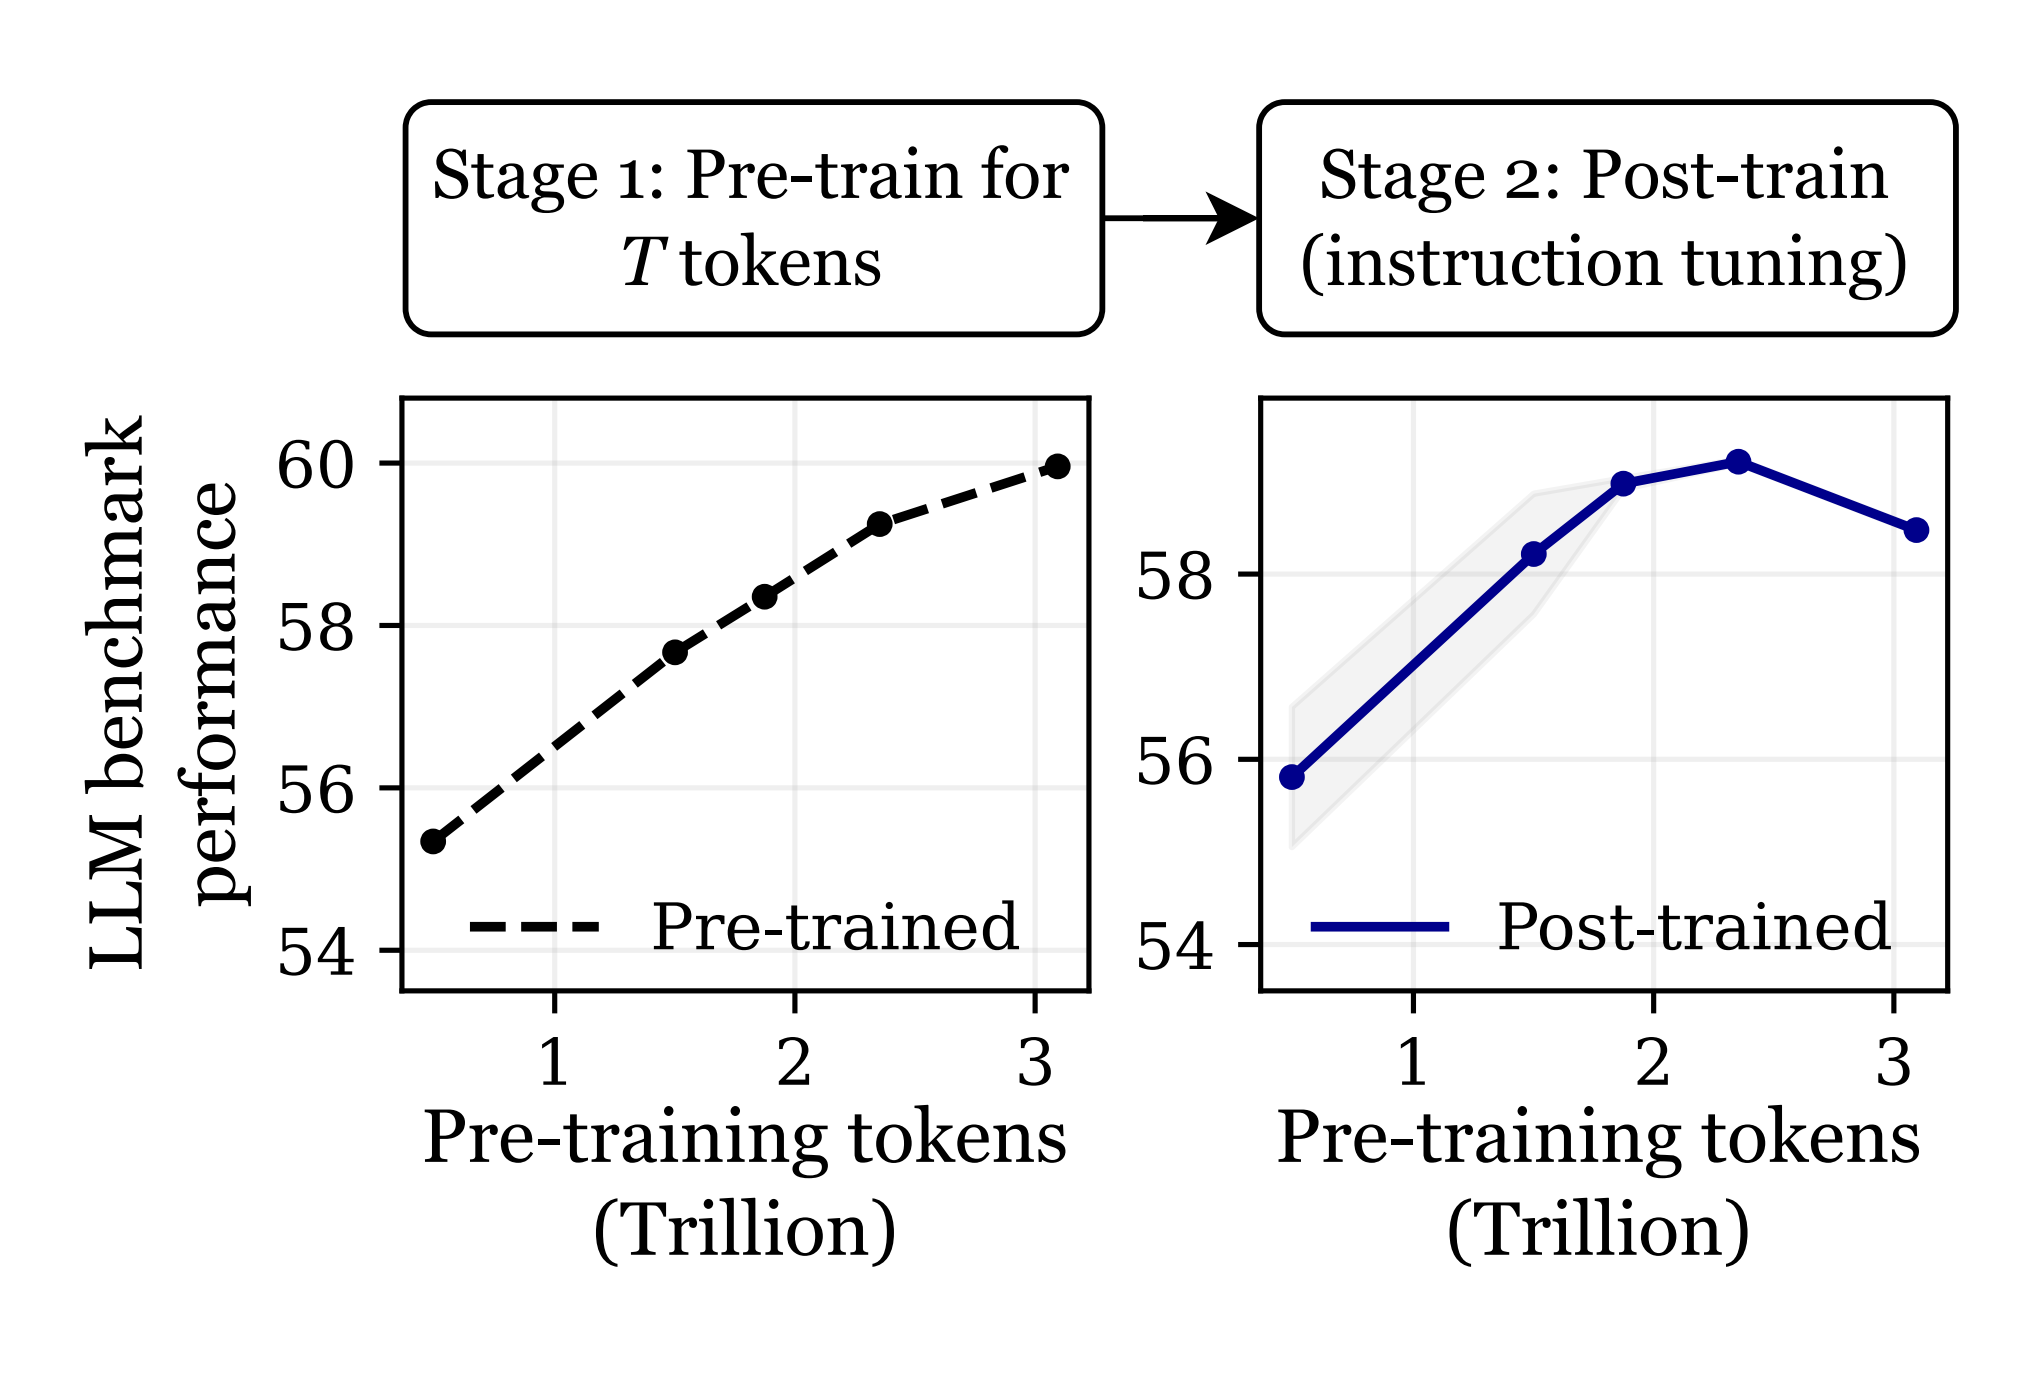 Stage 1: Pre-train for
T tokens
Stage 2: Post-train
(instruction tuning)
LLM benchmark
performance
60
58
56
54
Pre-trained
1 2 3
Pre-training tokens
(Trillion)
58
56
54
Post-trained
1 2 3
Pre-training tokens
(Trillion)